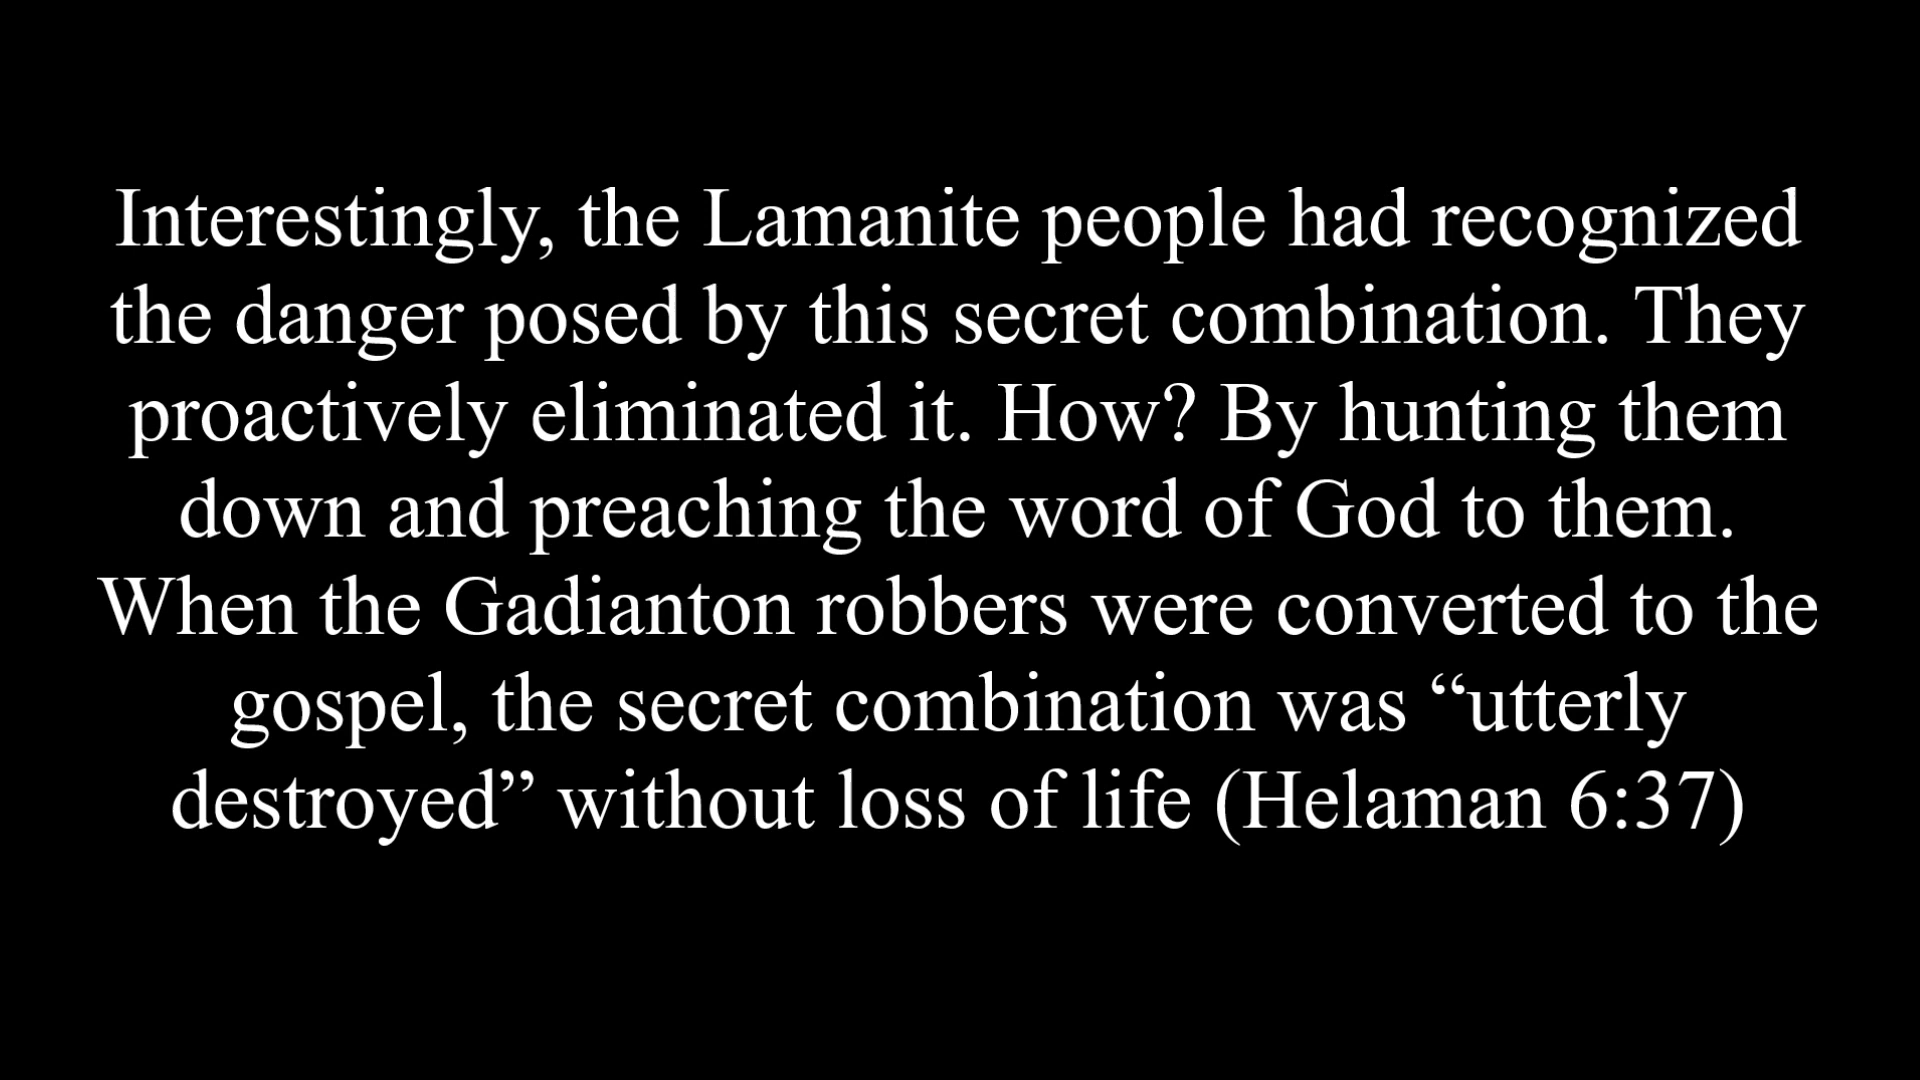 Interestingly, the Lamanite people had recognized
the danger posed by this secret combination. They
proactively eliminated it. How? By hunting them
down and preaching the word of God to them.
When the Gadianton robbers were converted to the
gospel, the secret combination was “utterly
destroyed” without loss of life (Helaman 6:37)